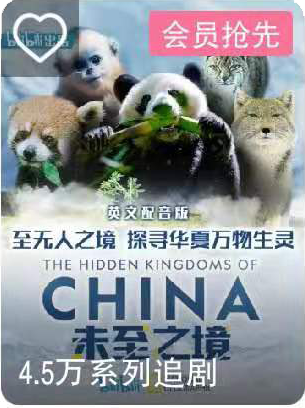 会员抢先
出品
英文配音版
至无人之境 探寻华夏万物生灵
THE HIDDEN KINGDOMS OF
CHINA
未至之境
4.5万系列追剧